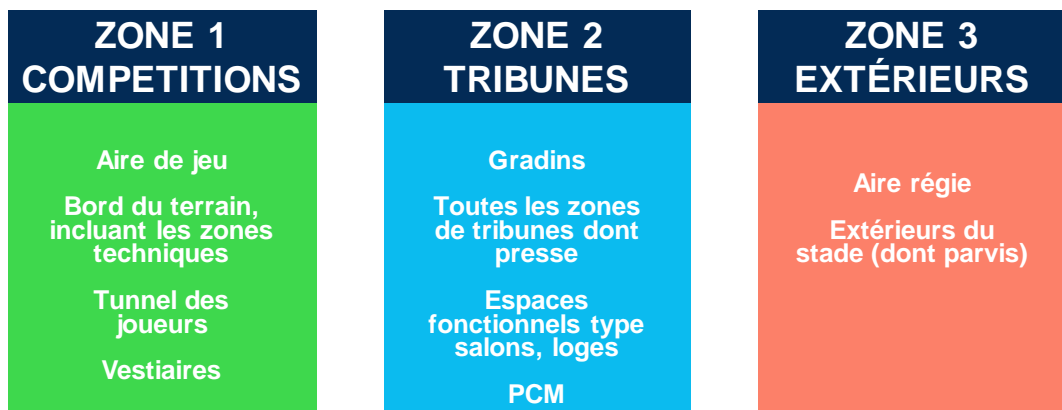 ZONE 1
COMPETITIONS
Aire de jeu
Bord du terrain,
incluant les zones
techniques
Tunnel des
joueurs
Vestiaires
ZONE 2
TRIBUNES
Gradins
Toutes les zones
de tribunes dont
presse
Espaces
fonctionnels type
salons, loges
PCM
ZONE 3
EXTÉRIEURS
Aire régie
Extérieurs du
stade (dont parvis)